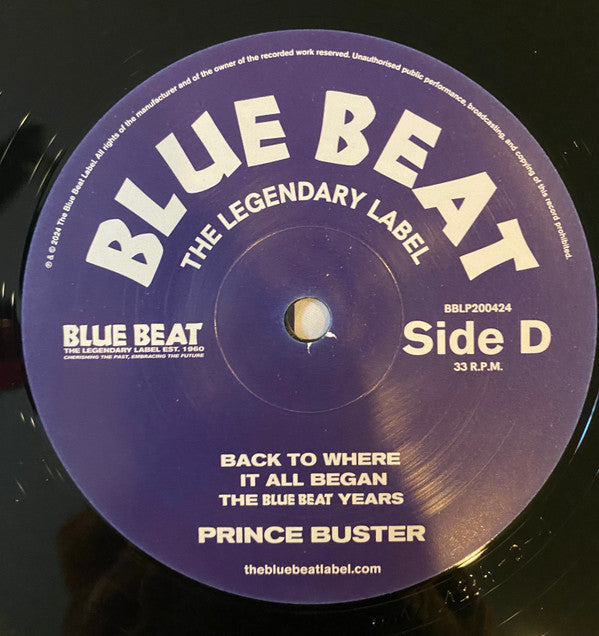 ℗ & © 2024 The Blue Beat Label. All rights of the manufacturer and of the owner of the recorded work reserved. Unauthorised public performance, broadcasting, and copying of this record prohibited.
BLUE BEAT
THE LEGENDARY LABEL
BBLP200424
Side D
33 R.P.M.
BLUE BEAT
THE LEGENDARY LABEL EST. 1960
CHERISHING THE PAST, EMBRACING THE FUTURE
BACK TO WHERE
IT ALL BEGAN
THE BLUE BEAT YEARS
PRINCE BUSTER
thebluebeatlabel.com